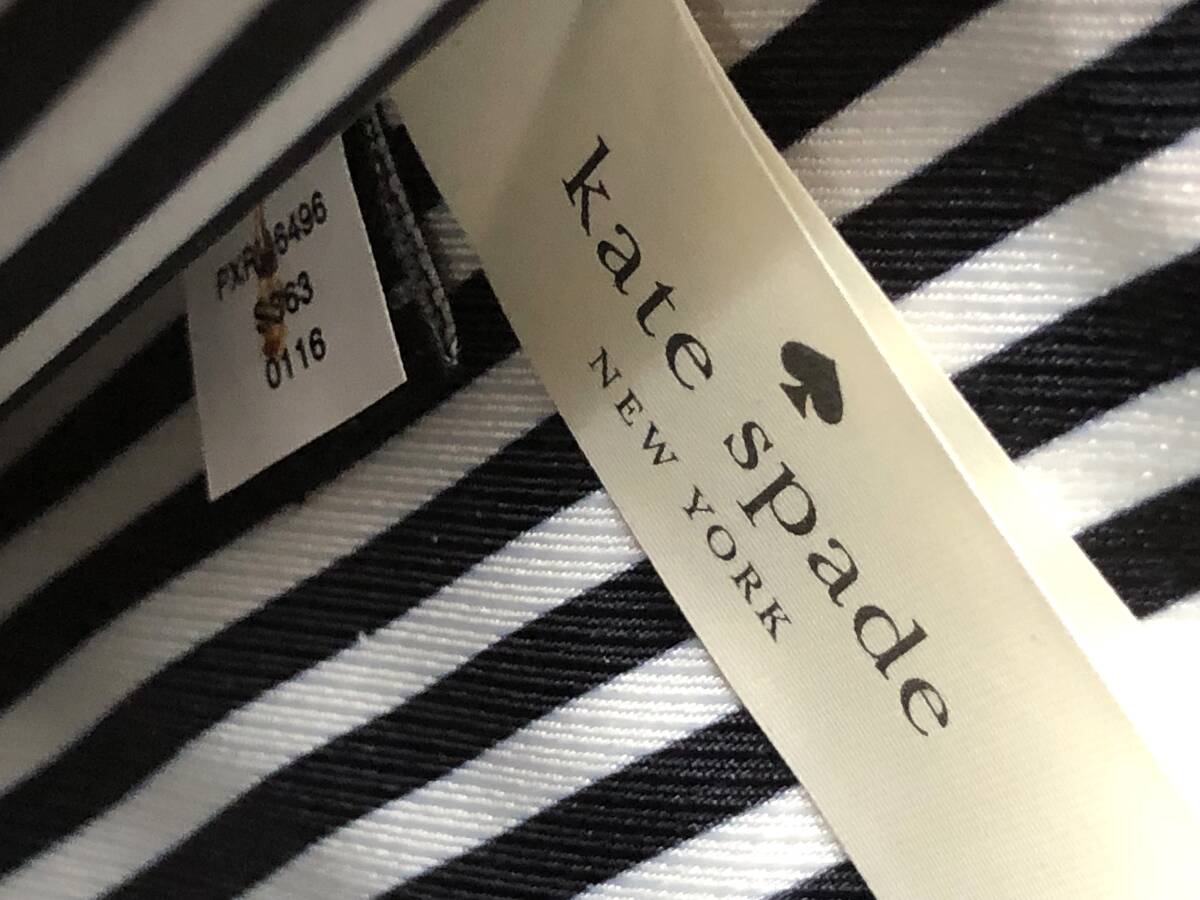 kate spade
NEW YORK
0116